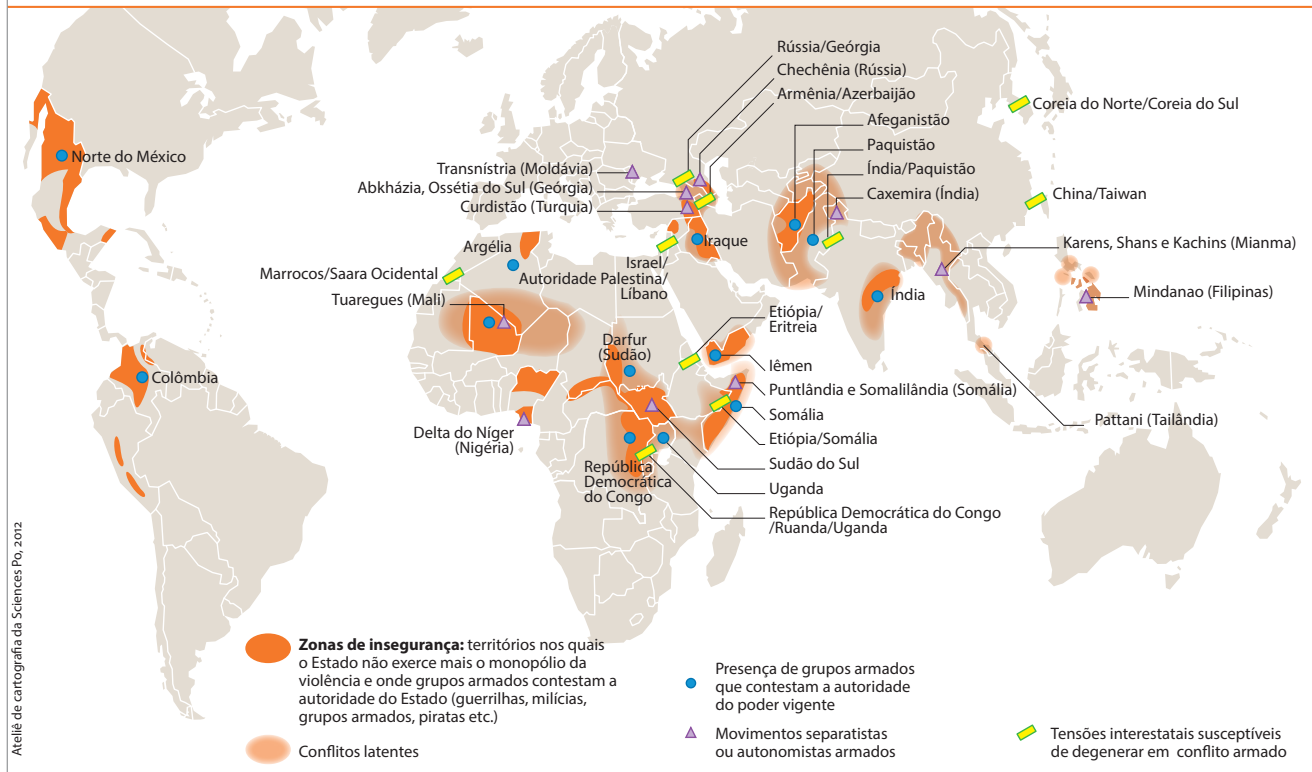 Rússia/Geórgia
Chechênia (Rússia)
Armênia/Azerbaijão
Afeganistão
Paquistão
Índia/Paquistão
Caxemira (Índia)
Coreia do Norte/Coreia do Sul
China/Taiwan
Karens, Shans e Kachins (Mianma)
Mindanao (Filipinas)
Norte do México
Transnístria (Moldávia)
Abkházia, Ossétia do Sul (Geórgia)
Curdistão (Turquia)
Iraque
Argélia
Israel/
Autoridade Palestina/
Líbano
Marrocos/Saara Ocidental
Tuaregues (Mali)
Índia
Etiópia/
Eritreia
Darfur
(Sudão)
Iêmen
Colômbia
Puntlândia e Somalilândia (Somália)
Somália
Pattani (Tailândia)
Delta do Níger
(Nigéria)
Etiópia/Somália
Sudão do Sul
República
Democrática
do Congo
Uganda
República Democrática do Congo
/Ruanda/Uganda
Zonas de insegurança: territórios nos quais
o Estado não exerce mais o monopólio da
violência e onde grupos armados contestam a
autoridade do Estado (guerrilhas, milícias,
grupos armados, piratas etc.)
Conflitos latentes
Presença de grupos armados
que contestam a autoridade
do poder vigente
Movimentos separatistas
ou autonomistas armados
Tensões interestatais susceptíveis
de degenerar em conflito armado
Ateliê de cartografia da Sciences Po, 2012